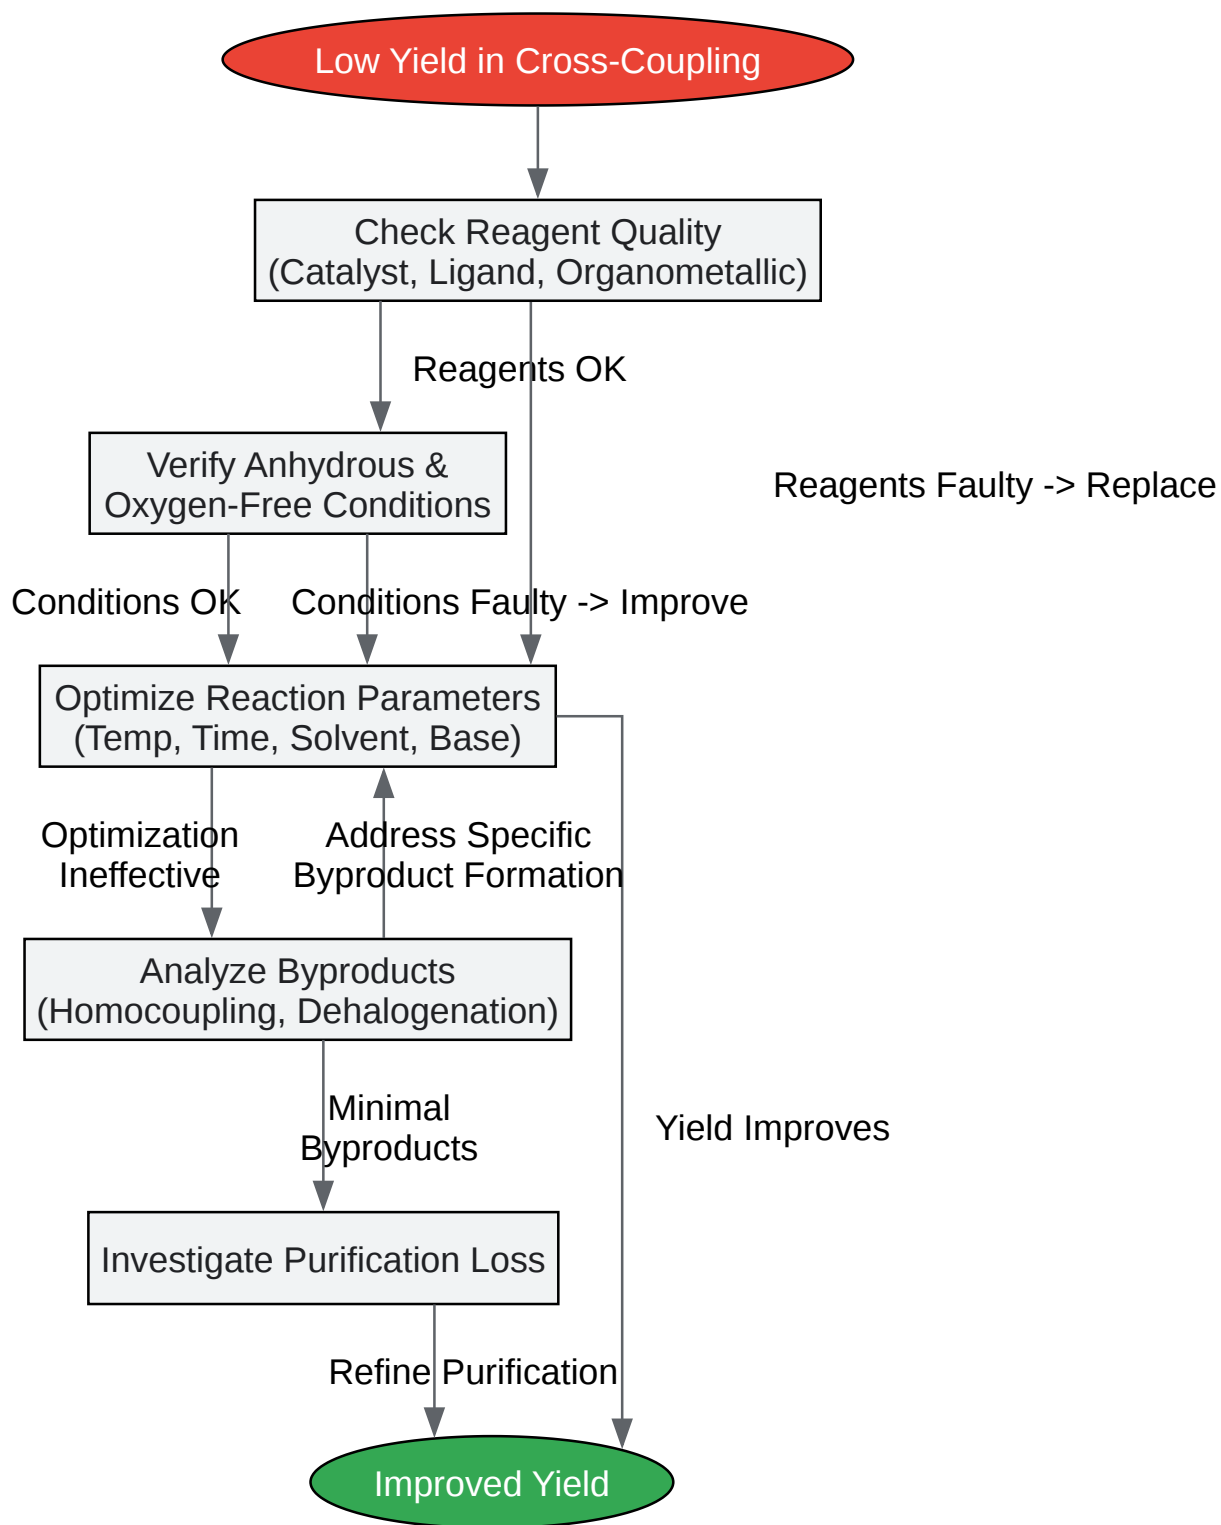 Low Yield in Cross-Coupling
Check Reagent Quality
(Catalyst, Ligand, Organometallic)
Reagents OK
Verify Anhydrous &
Oxygen-Free Conditions
Reagents Faulty -> Replace
Conditions OK
Conditions Faulty -> Improve
Optimize Reaction Parameters
(Temp, Time, Solvent, Base)
Optimization
Ineffective
Address Specific
Byproduct Formation
Analyze Byproducts
(Homocoupling, Dehalogenation)
Minimal
Byproducts
Yield Improves
Investigate Purification Loss
Refine Purification
Improved Yield